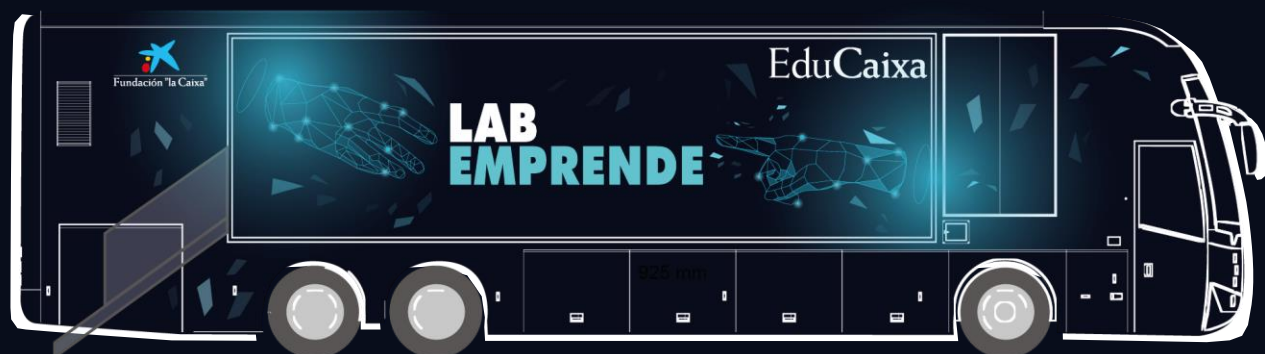 Fundación "la Caixa"
EduCaixa
LAB
EMPRENDE
925 mm